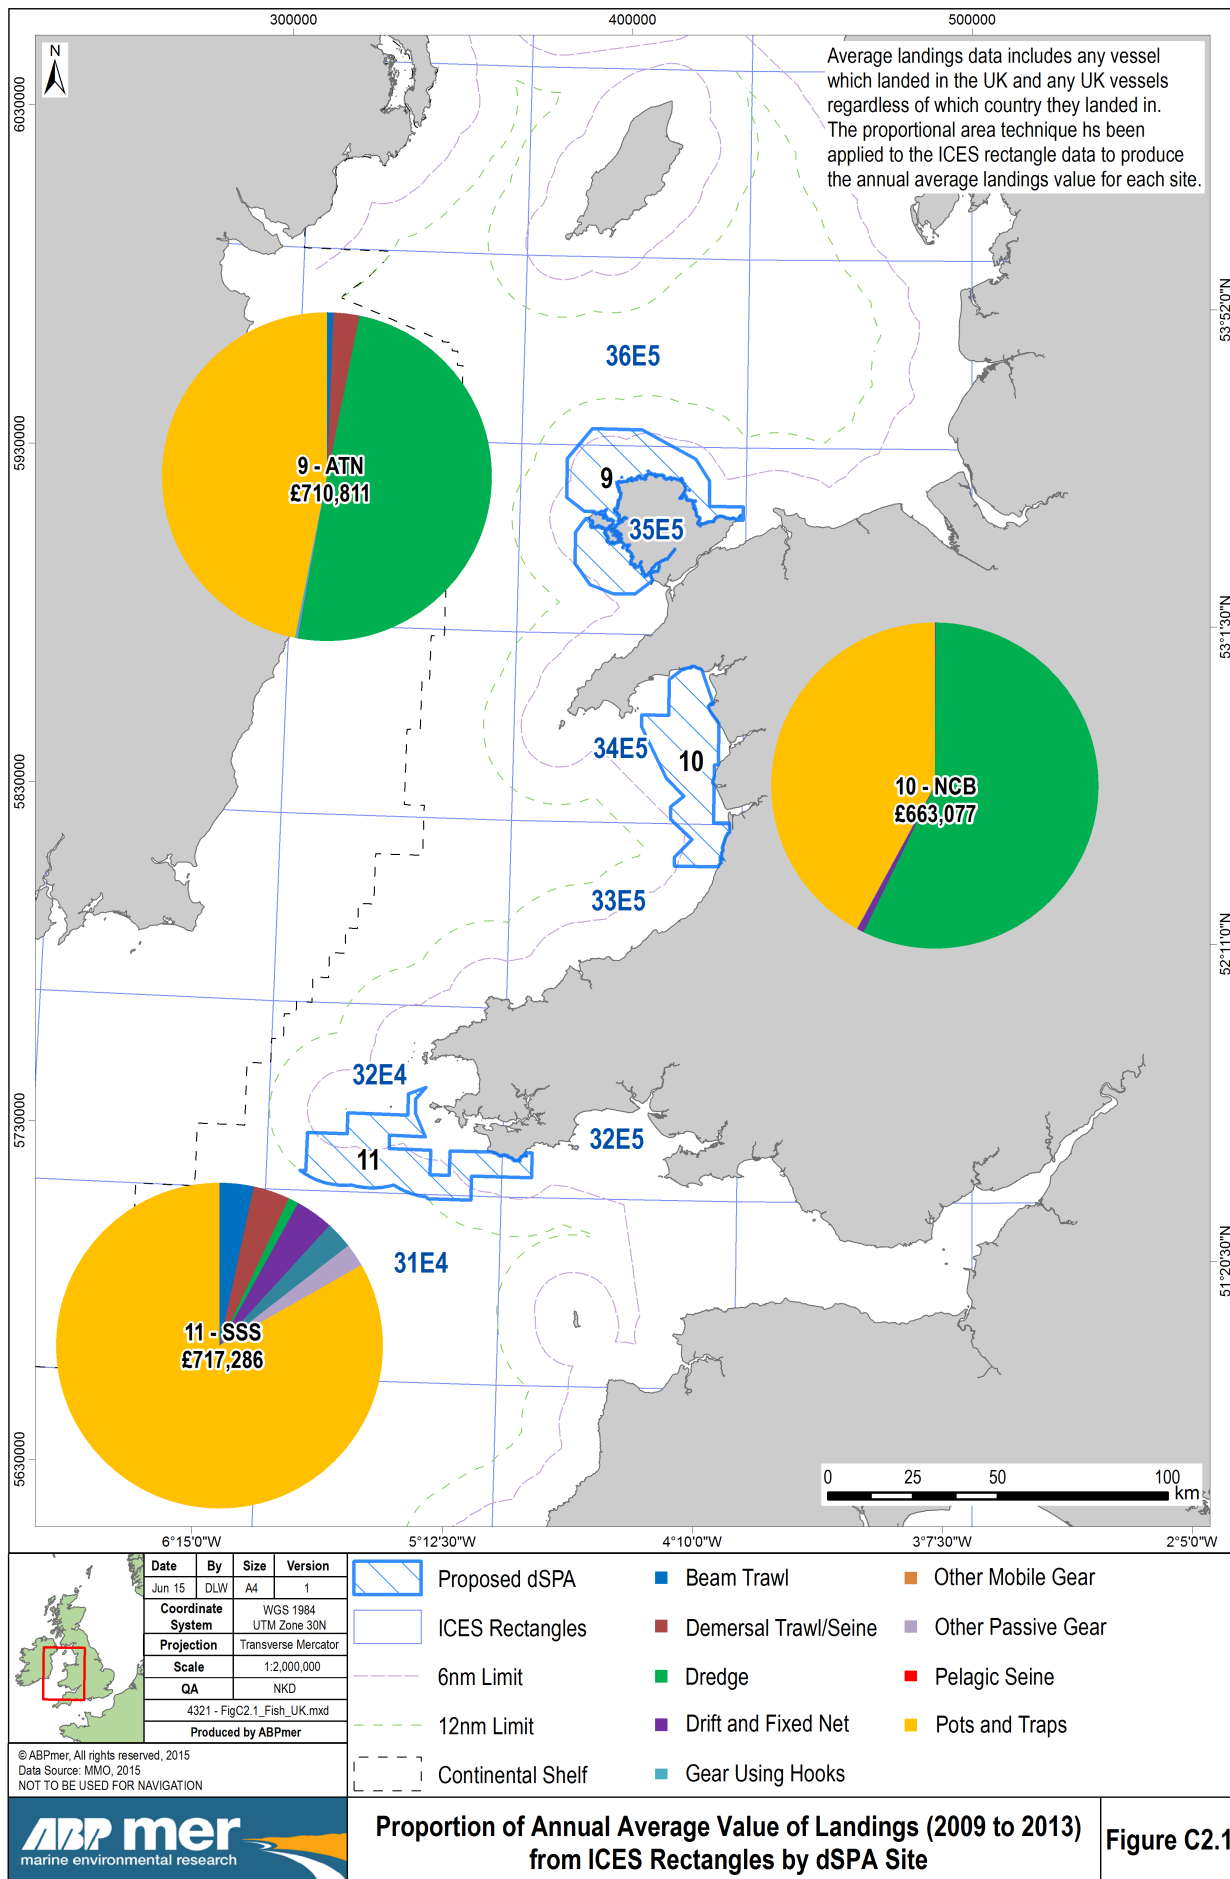 300000
400000
500000
N
Average landings data includes any vessel
which landed in the UK and any UK vessels
regardless of which country they landed in.
The proportional area technique hs been
applied to the ICES rectangle data to produce
the annual average landings value for each site.
6030000
5930000
5830000
5730000
5630000
53°52'0"N
53°1'30"N
52°11'0"N
51°20'30"N
36E5
9 - ATN
£710,811
9
35E5
34E5
10
10 - NCB
£663,077
33E5
32E4
32E5
11
31E4
11 - SSS
£717,286
0 25 50 100
km
6°15'0"W
5°12'30"W
4°10'0"W
3°7'30"W
2°5'0"W
Date By Size Version
Jun 15 DLW A4 1
Coordinate System WGS 1984 UTM Zone 30N
Projection Transverse Mercator
Scale 1:2,000,000
QA NKD
4321 - FigC2.1_Fish_UK.mxd
Produced by ABPmer
© ABPmer, All rights reserved, 2015
Data Source: MMO, 2015
NOT TO BE USED FOR NAVIGATION
Proposed dSPA
ICES Rectangles
6nm Limit
12nm Limit
Continental Shelf
Beam Trawl
Demersal Trawl/Seine
Dredge
Drift and Fixed Net
Gear Using Hooks
Other Mobile Gear
Other Passive Gear
Pelagic Seine
Pots and Traps
ABPmer
marine environmental research
Proportion of Annual Average Value of Landings (2009 to 2013)
from ICES Rectangles by dSPA Site
Figure C2.1